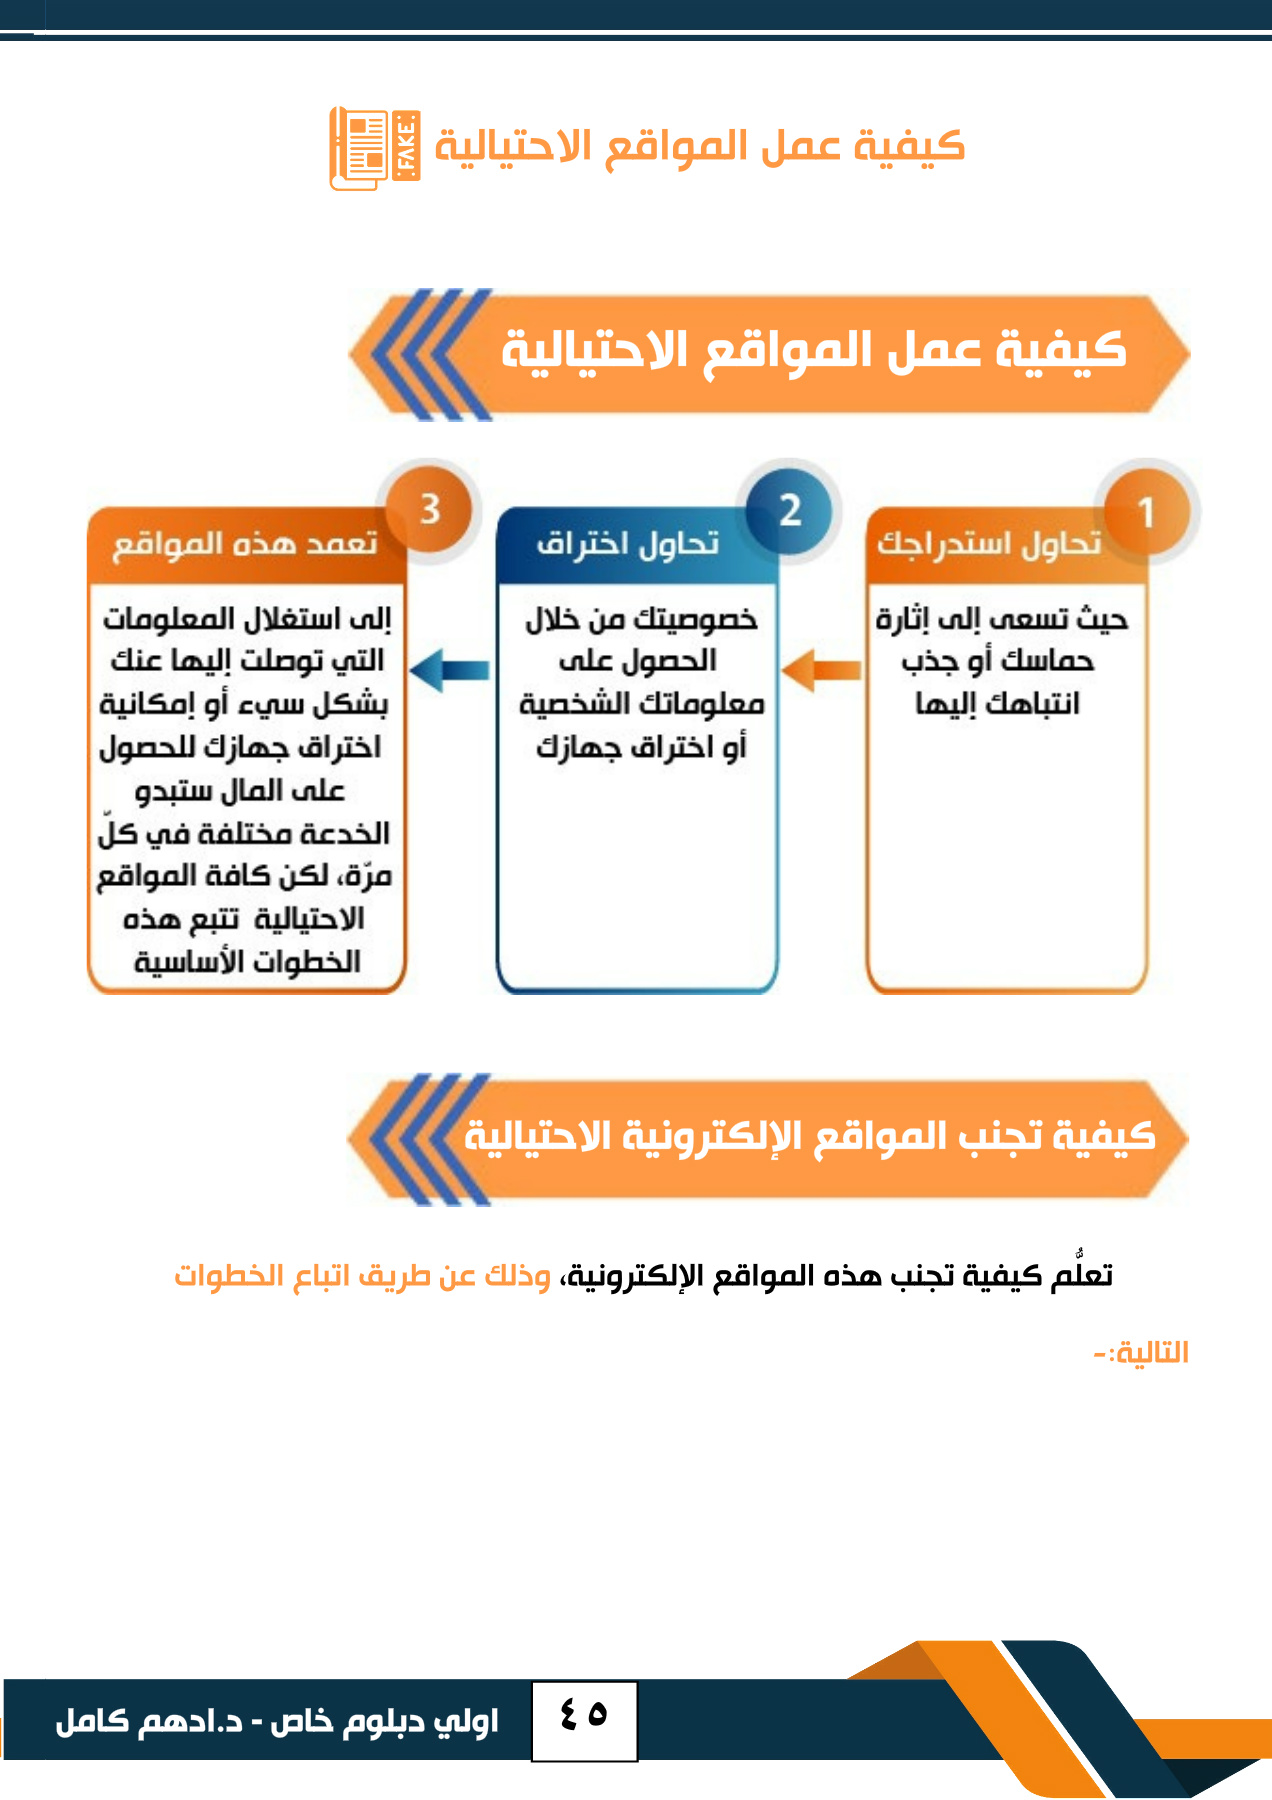 كيفية عمل المواقع الاحتيالية
FAKE
كيفية عمل المواقع الاحتيالية
1
تحاول استدراجك
حيث تسعى إلى إثارة
حماسك أو جذب
انتباهك إليها
2
تحاول اختراق
خصوصيتك من خلال
الحصول على
معلوماتك الشخصية
أو اختراق جهازك
3
تعمد هذه المواقع
إلى استغلال المعلومات
التي توصلت إليها عنك
بشكل سيء أو إمكانية
اختراق جهازك للحصول
على المال ستبدو
الخدعة مختلفة في كلّ
مرّة، لكن كافة المواقع
الاحتيالية تتبع هذه
الخطوات الأساسية
كيفية تجنب المواقع الإلكترونية الاحتيالية
تعلُّم كيفية تجنب هذه المواقع الإلكترونية، وذلك عن طريق اتباع الخطوات
التالية:-
٤٥
اولي دبلوم خاص - د.ادهم كامل